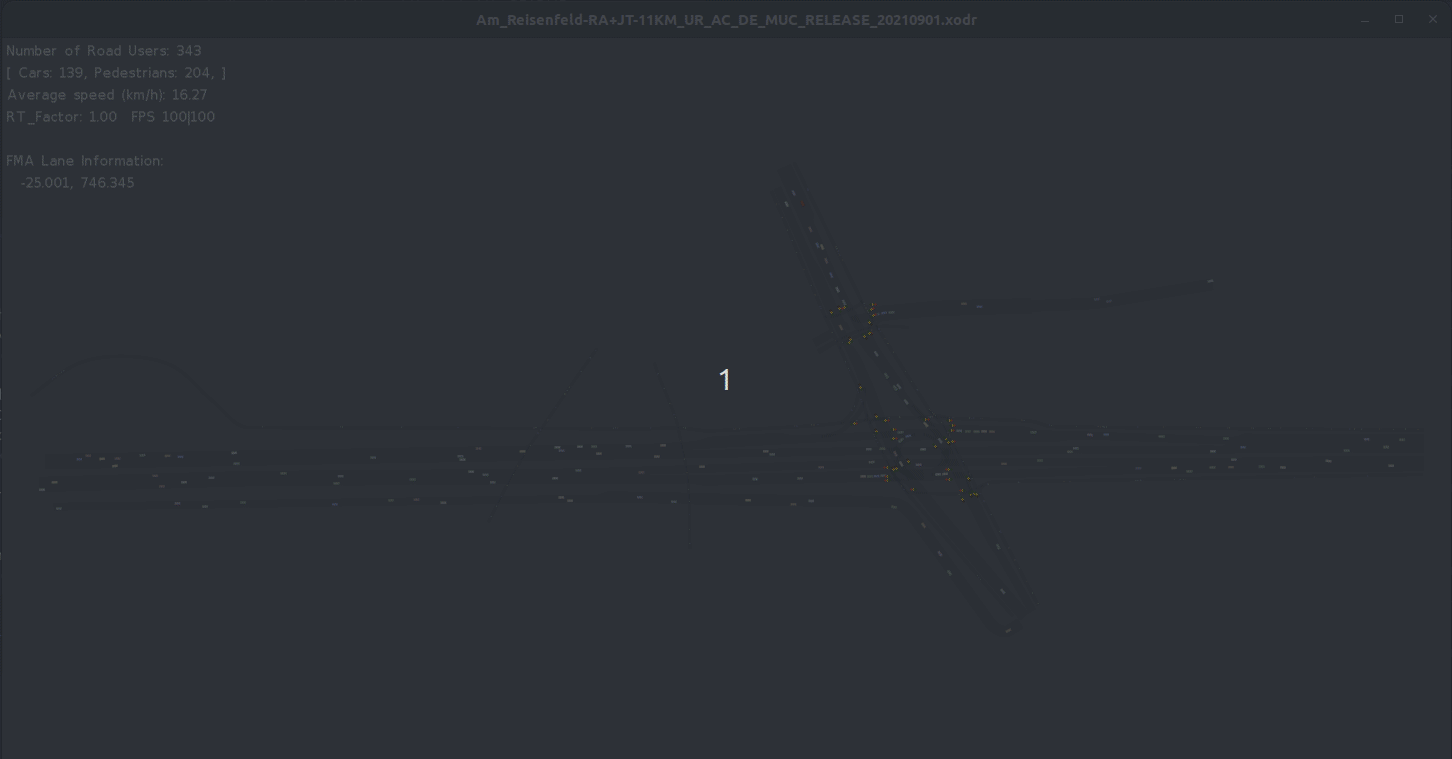 Am_Reisenfeld-RA+JT-11KM_UR_AC_DE_MUC_RELEASE_20210901.xodr
Number of Road Users: 343
[ Cars: 139, Pedestrians: 204, ]
Average speed (km/h): 16.27
RT_Factor: 1.00 FPS 100|100
FMA Lane Information:
-25.001, 746.345
1